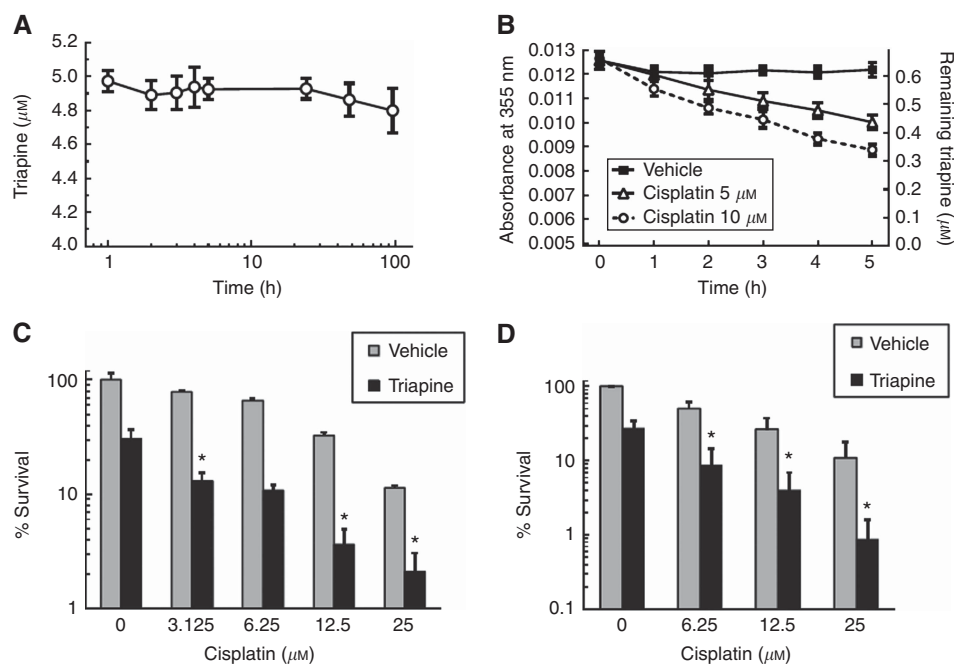 A
5.2
5.0
4.8
4.6
4.4
4.2
4.0
Triapine (µM)
1
10
100
Time (h)
B
0.013
0.012
0.011
0.010
0.009
0.008
0.007
0.006
0.005
Absorbance at 355 nm
0.6
0.5
0.4
0.3
0.2
0.1
0.0
Remaining triapine (µM)
Vehicle
Cisplatin 5 µM
Cisplatin 10 µM
0 1 2 3 4 5
Time (h)
C
Vehicle
Triapine
100
10
1
% Survival
* * *
0 3.125 6.25 12.5 25
Cisplatin (µM)
D
Vehicle
Triapine
100
10
1
0.1
% Survival
* * *
0 6.25 12.5 25
Cisplatin (µM)